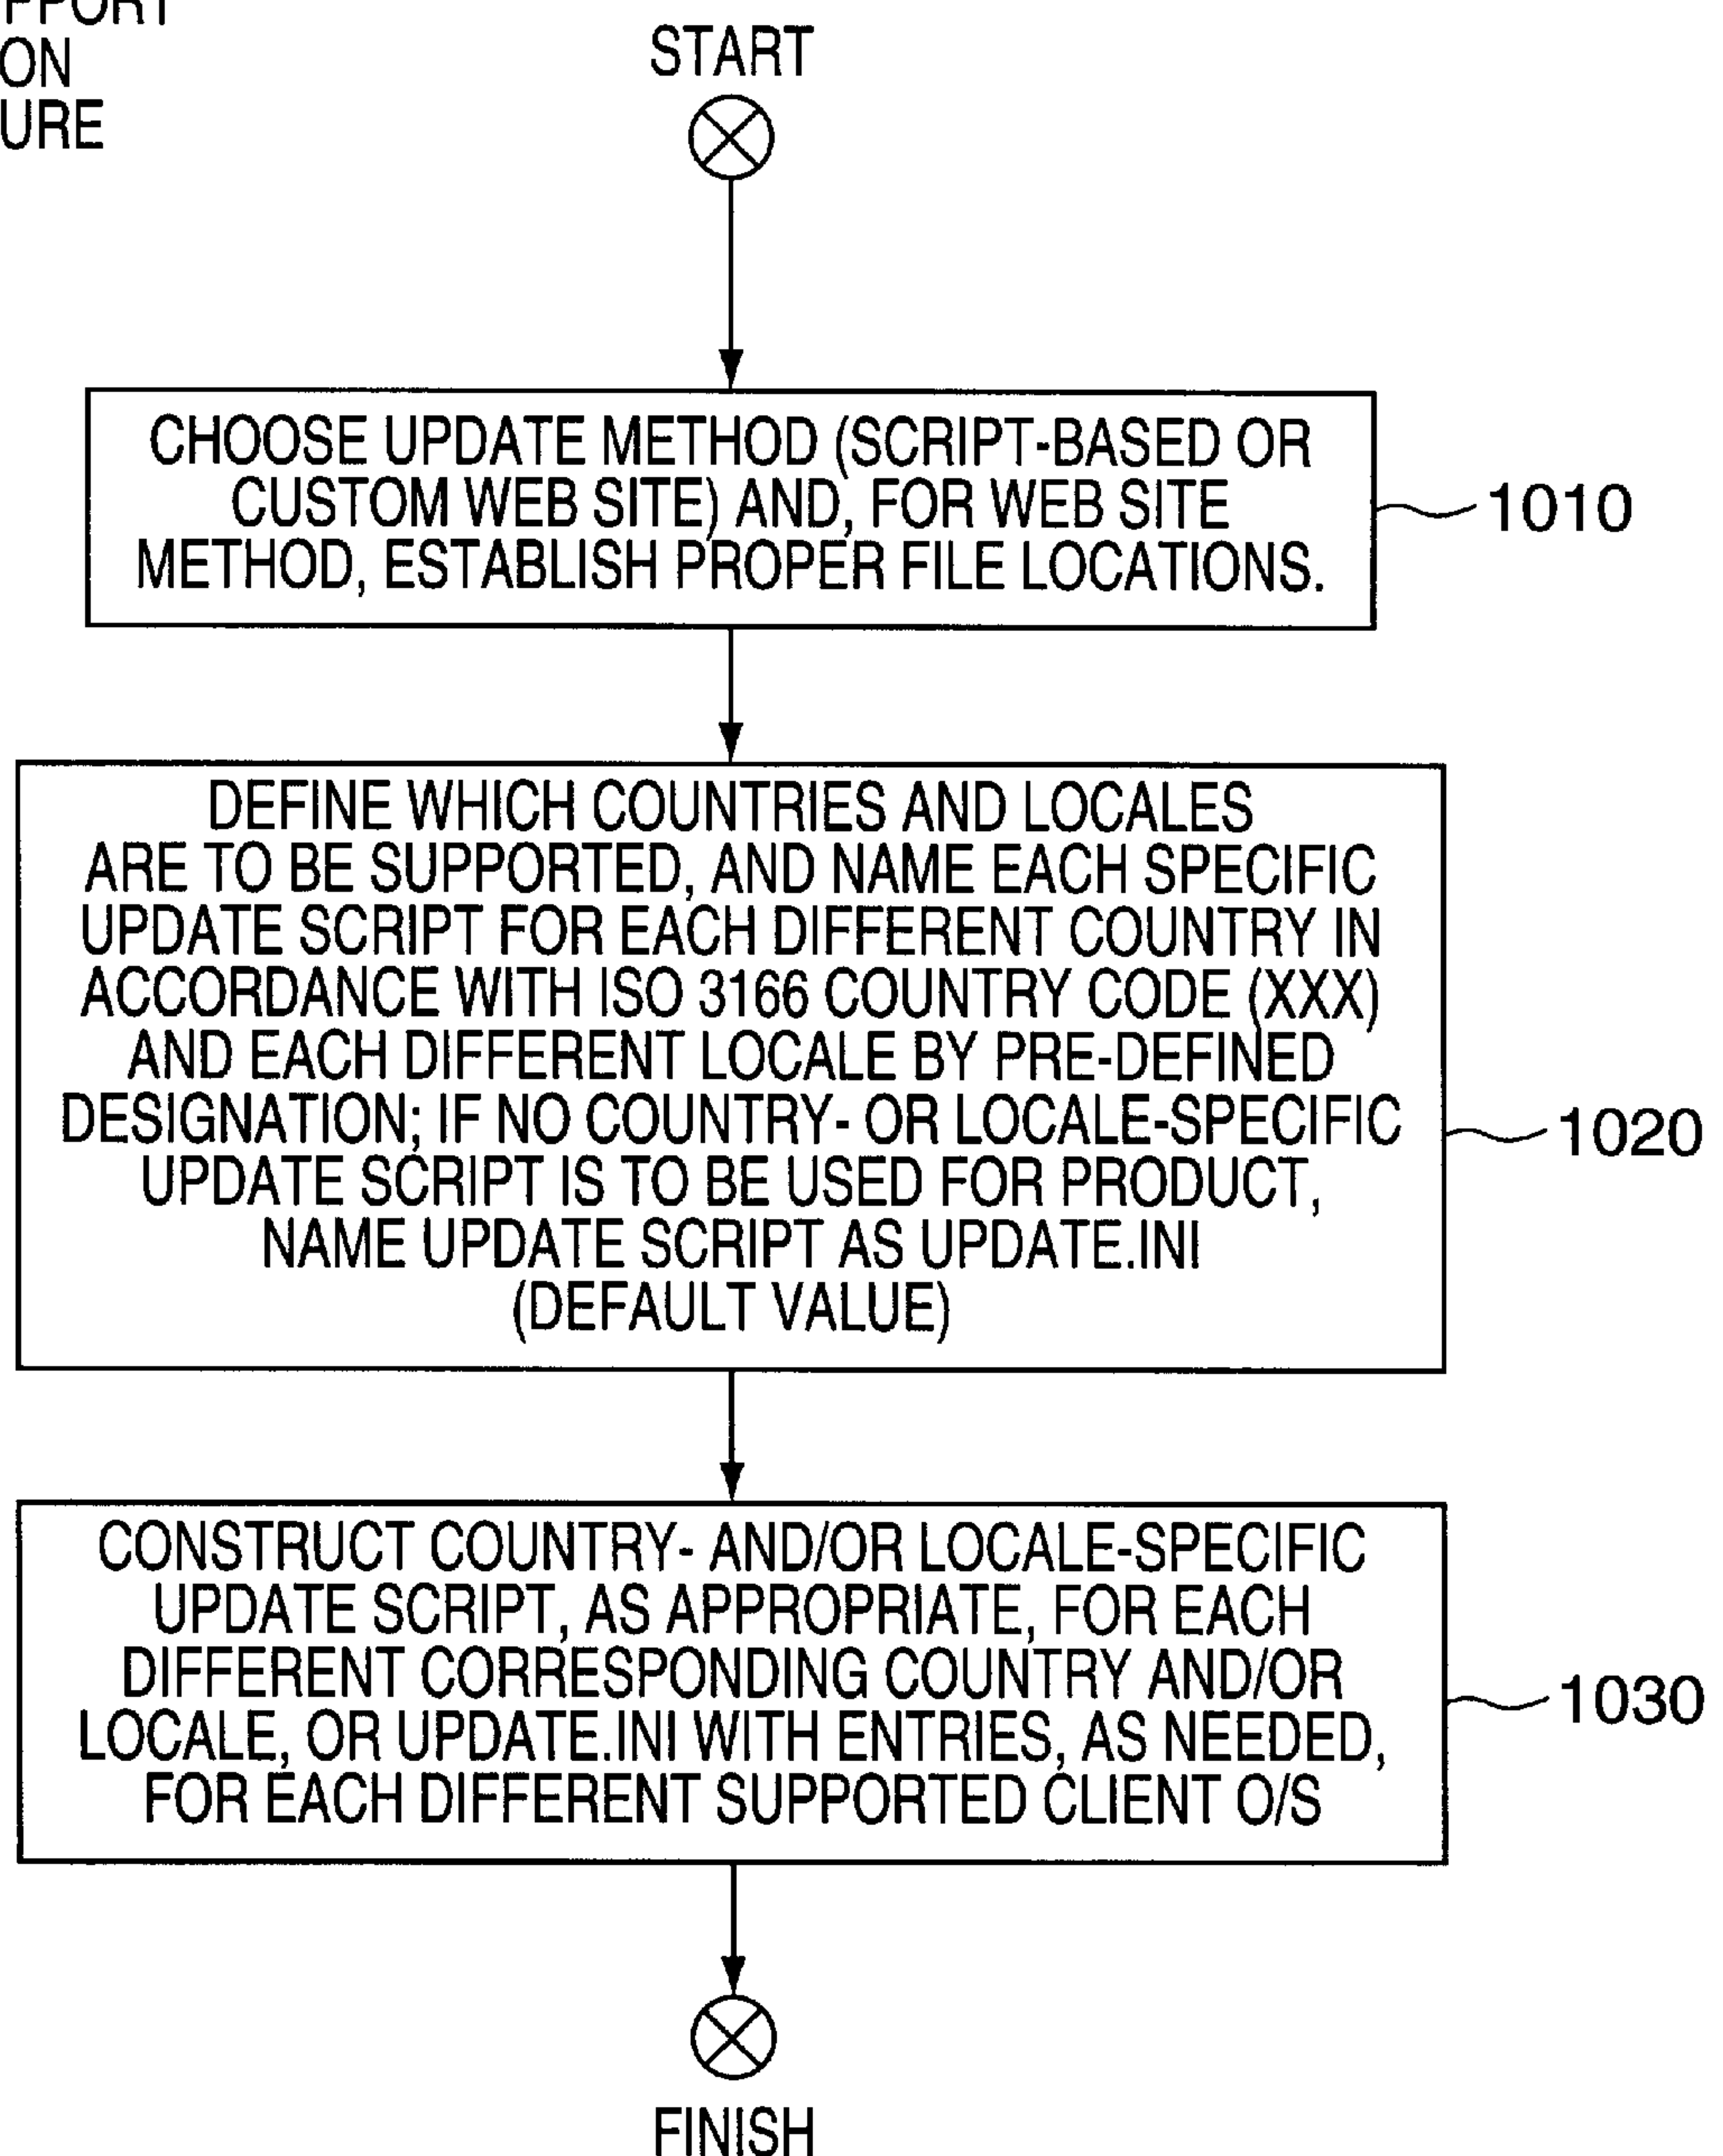 ON
URE
START
CHOOSE UPDATE METHOD (SCRIPT-BASED OR
CUSTOM WEB SITE) AND, FOR WEB SITE
METHOD, ESTABLISH PROPER FILE LOCATIONS.
1010
DEFINE WHICH COUNTRIES AND LOCALES
ARE TO BE SUPPORTED, AND NAME EACH SPECIFIC
UPDATE SCRIPT FOR EACH DIFFERENT COUNTRY IN
ACCORDANCE WITH ISO 3166 COUNTRY CODE (XXX)
AND EACH DIFFERENT LOCALE BY PRE-DEFINED
DESIGNATION; IF NO COUNTRY- OR LOCALE-SPECIFIC
UPDATE SCRIPT IS TO BE USED FOR PRODUCT,
NAME UPDATE SCRIPT AS UPDATE.INI
(DEFAULT VALUE)
1020
CONSTRUCT COUNTRY- AND/OR LOCALE-SPECIFIC
UPDATE SCRIPT, AS APPROPRIATE, FOR EACH
DIFFERENT CORRESPONDING COUNTRY AND/OR
LOCALE, OR UPDATE.INI WITH ENTRIES, AS NEEDED,
FOR EACH DIFFERENT SUPPORTED CLIENT O/S
1030
FINISH